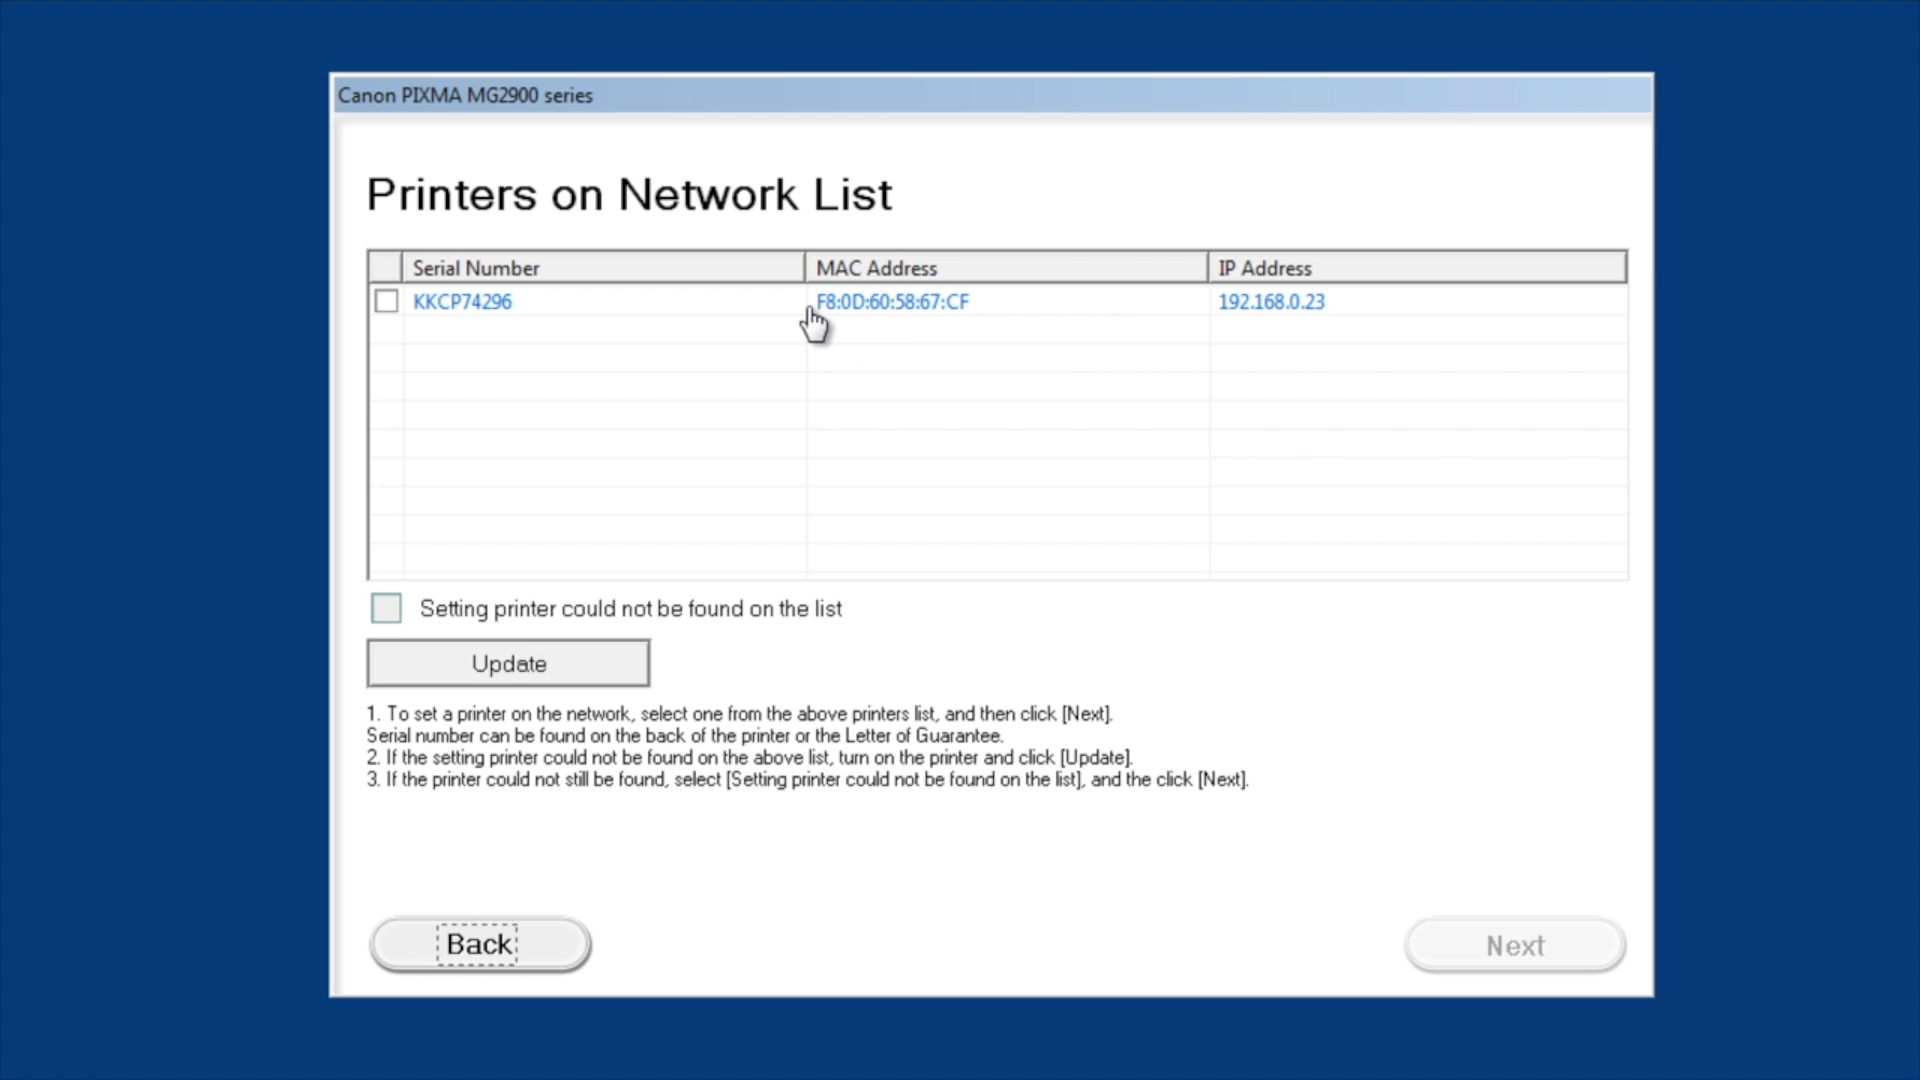 Canon PIXMA MG2900 series
Printers on Network List
Serial Number MAC Address IP Address
KKCP74296 F8:0D:60:58:67:CF 192.168.0.23
Setting printer could not be found on the list
Update
1. To set a printer on the network, select one from the above printers list, and then click [Next].
Serial number can be found on the back of the printer or the Letter of Guarantee.
2. If the setting printer could not be found on the above list, turn on the printer and click [Update].
3. If the printer could not still be found, select [Setting printer could not be found on the list], and the click [Next].
Back Next